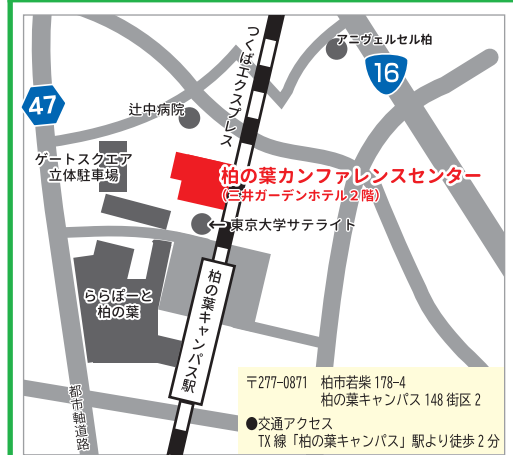 アニヴェルセル柏
16
47
つくばエクスプレス
辻中病院
ゲートスクエア
立体駐車場
柏の葉カンファレンスセンター
(三井ガーデンホテル2階)
←東京大学サテライト
柏の葉キャンパス駅
ららぽーと
柏の葉
都市軸道路
〒277-0871 柏市若柴 178-4
柏の葉キャンパス 148 街区 2
●交通アクセス
TX 線「柏の葉キャンパス」駅より徒歩 2 分